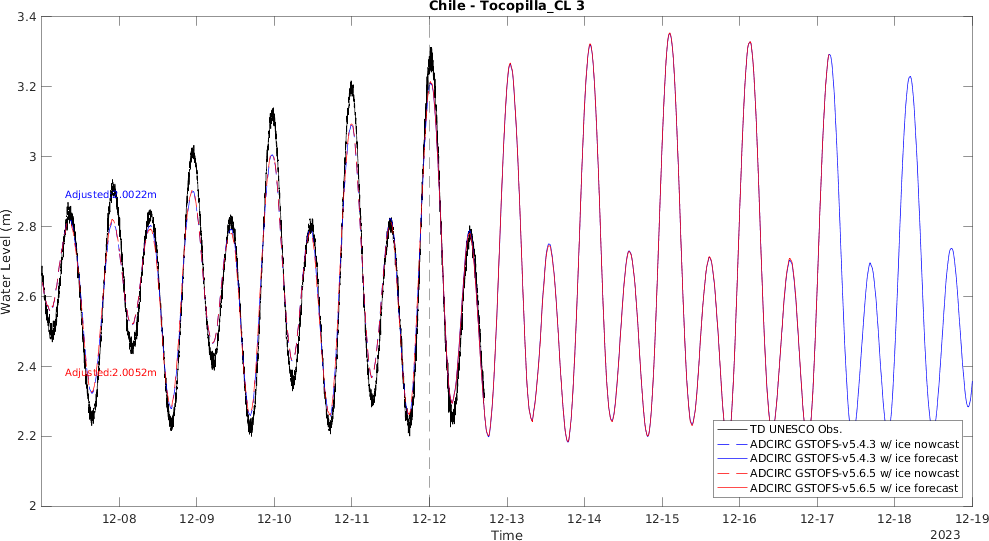 Chile - Tocopilla_CL 3
3.4
3.2
3
2.8
2.6
2.4
2.2
2
Water Level (m)
Adjusted:2.0022m
Adjusted:2.0052m
TD UNESCO Obs.
ADCIRC GSTOFS-v5.4.3 w/ ice nowcast
ADCIRC GSTOFS-v5.4.3 w/ ice forecast
ADCIRC GSTOFS-v5.6.5 w/ ice nowcast
ADCIRC GSTOFS-v5.6.5 w/ ice forecast
12-08 12-09 12-10 12-11 12-12 12-13 12-14 12-15 12-16 12-17 12-18 12-19
Time
2023